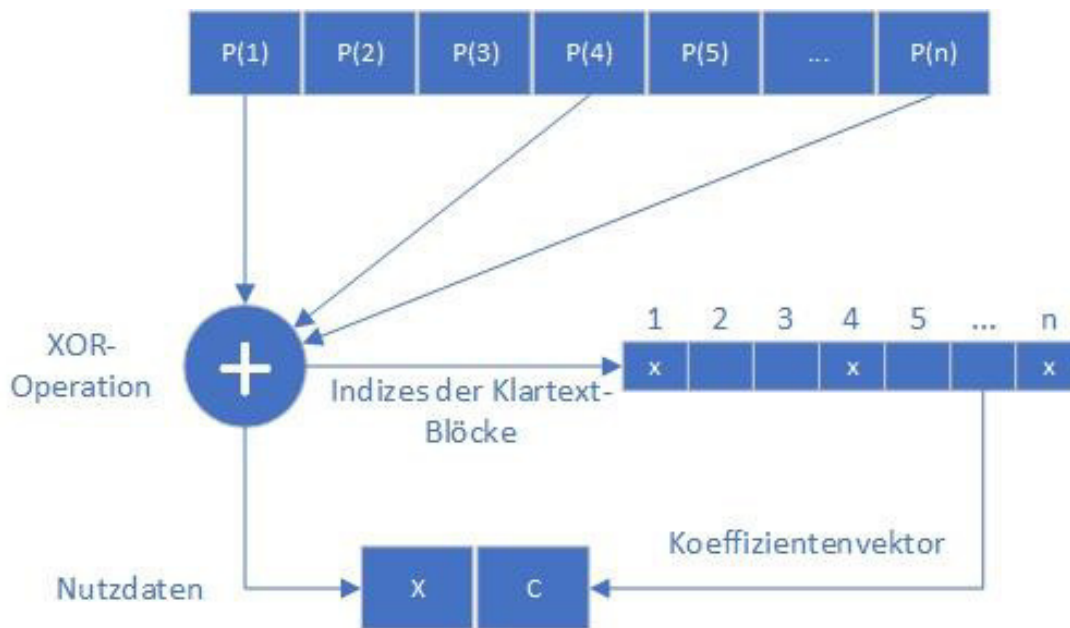 P(1) P(2) P(3) P(4) P(5) ... P(n)
1 2 3 4 5 ... n
x x x
XOR-
Operation
+
Indizes der Klartext-
Blöcke
Koeffizientenvektor
Nutzdaten
X C